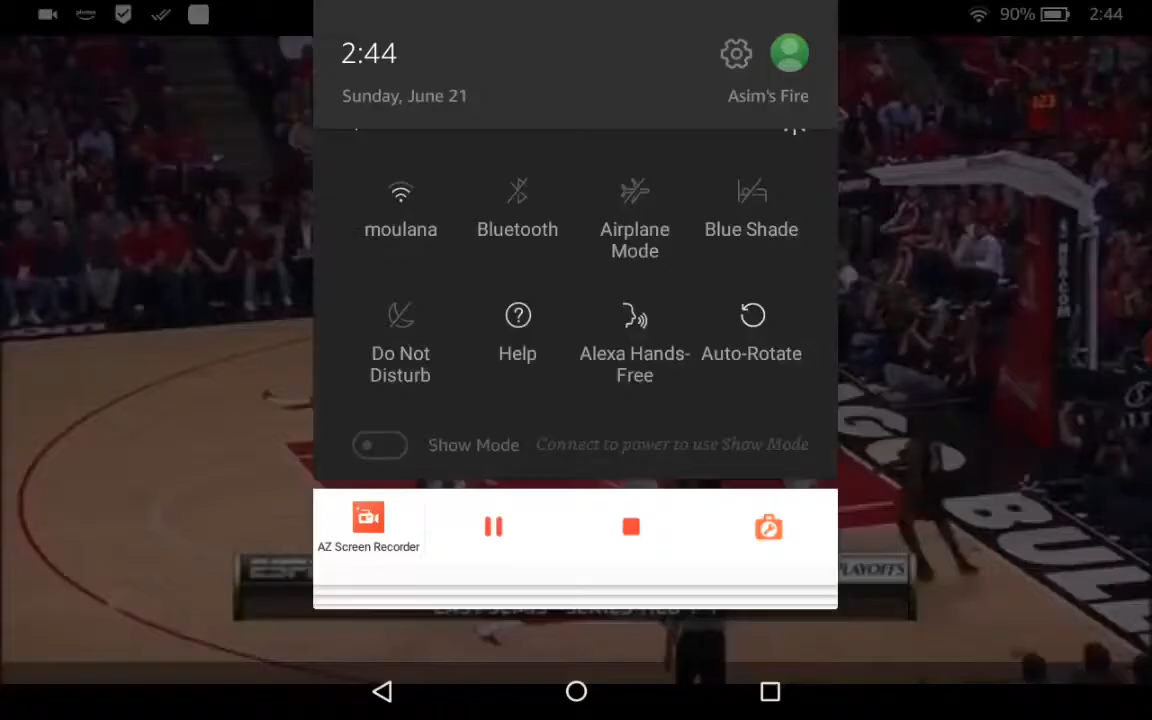 90% 2:44
2:44
Sunday, June 21
Asim's Fire
moulana
Bluetooth
Airplane
Mode
Blue Shade
Do Not
Disturb
Help
Alexa Hands-
Free
Auto-Rotate
Show Mode
Connect to power to use Show Mode
AZ Screen Recorder
ESPN
PLAYOFFS
BULL